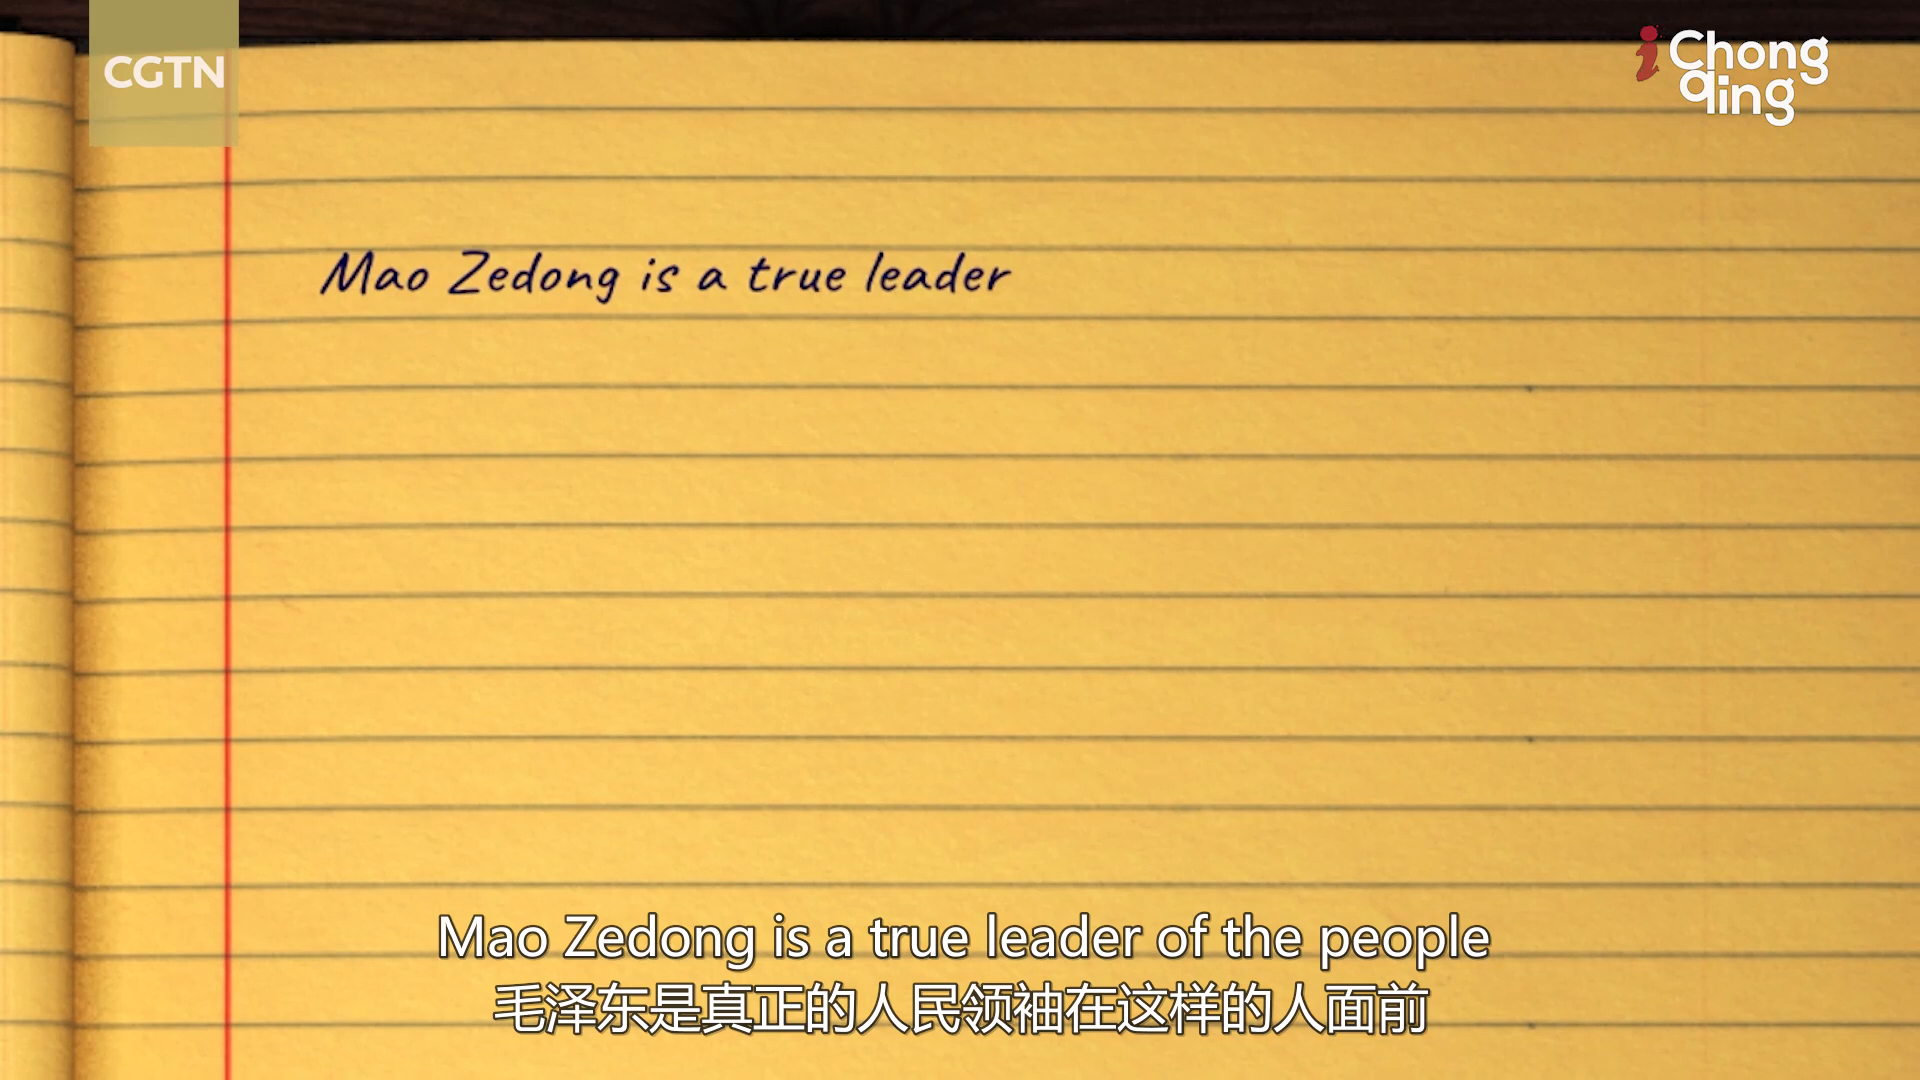 CGTN
iChong
qing
Mao Zedong is a true leader
Mao Zedong is a true leader of the people
毛泽东是真正的人民领袖在这样的人面前